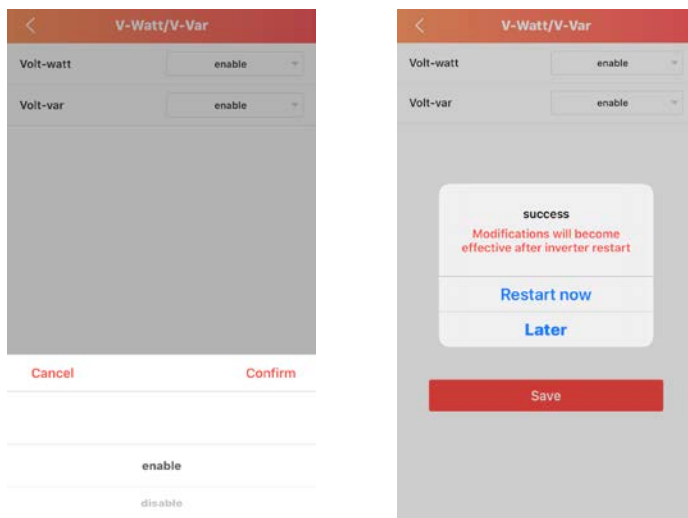 V-Watt/V-Var
Volt-watt enable
Volt-var enable
Cancel Confirm
enable
disable
V-Watt/V-Var
Volt-watt enable
Volt-var enable
success
Modifications will become
effective after inverter restart
Restart now
Later
Save